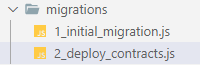 migrations
1_initial_migration.js
2_deploy_contracts.js